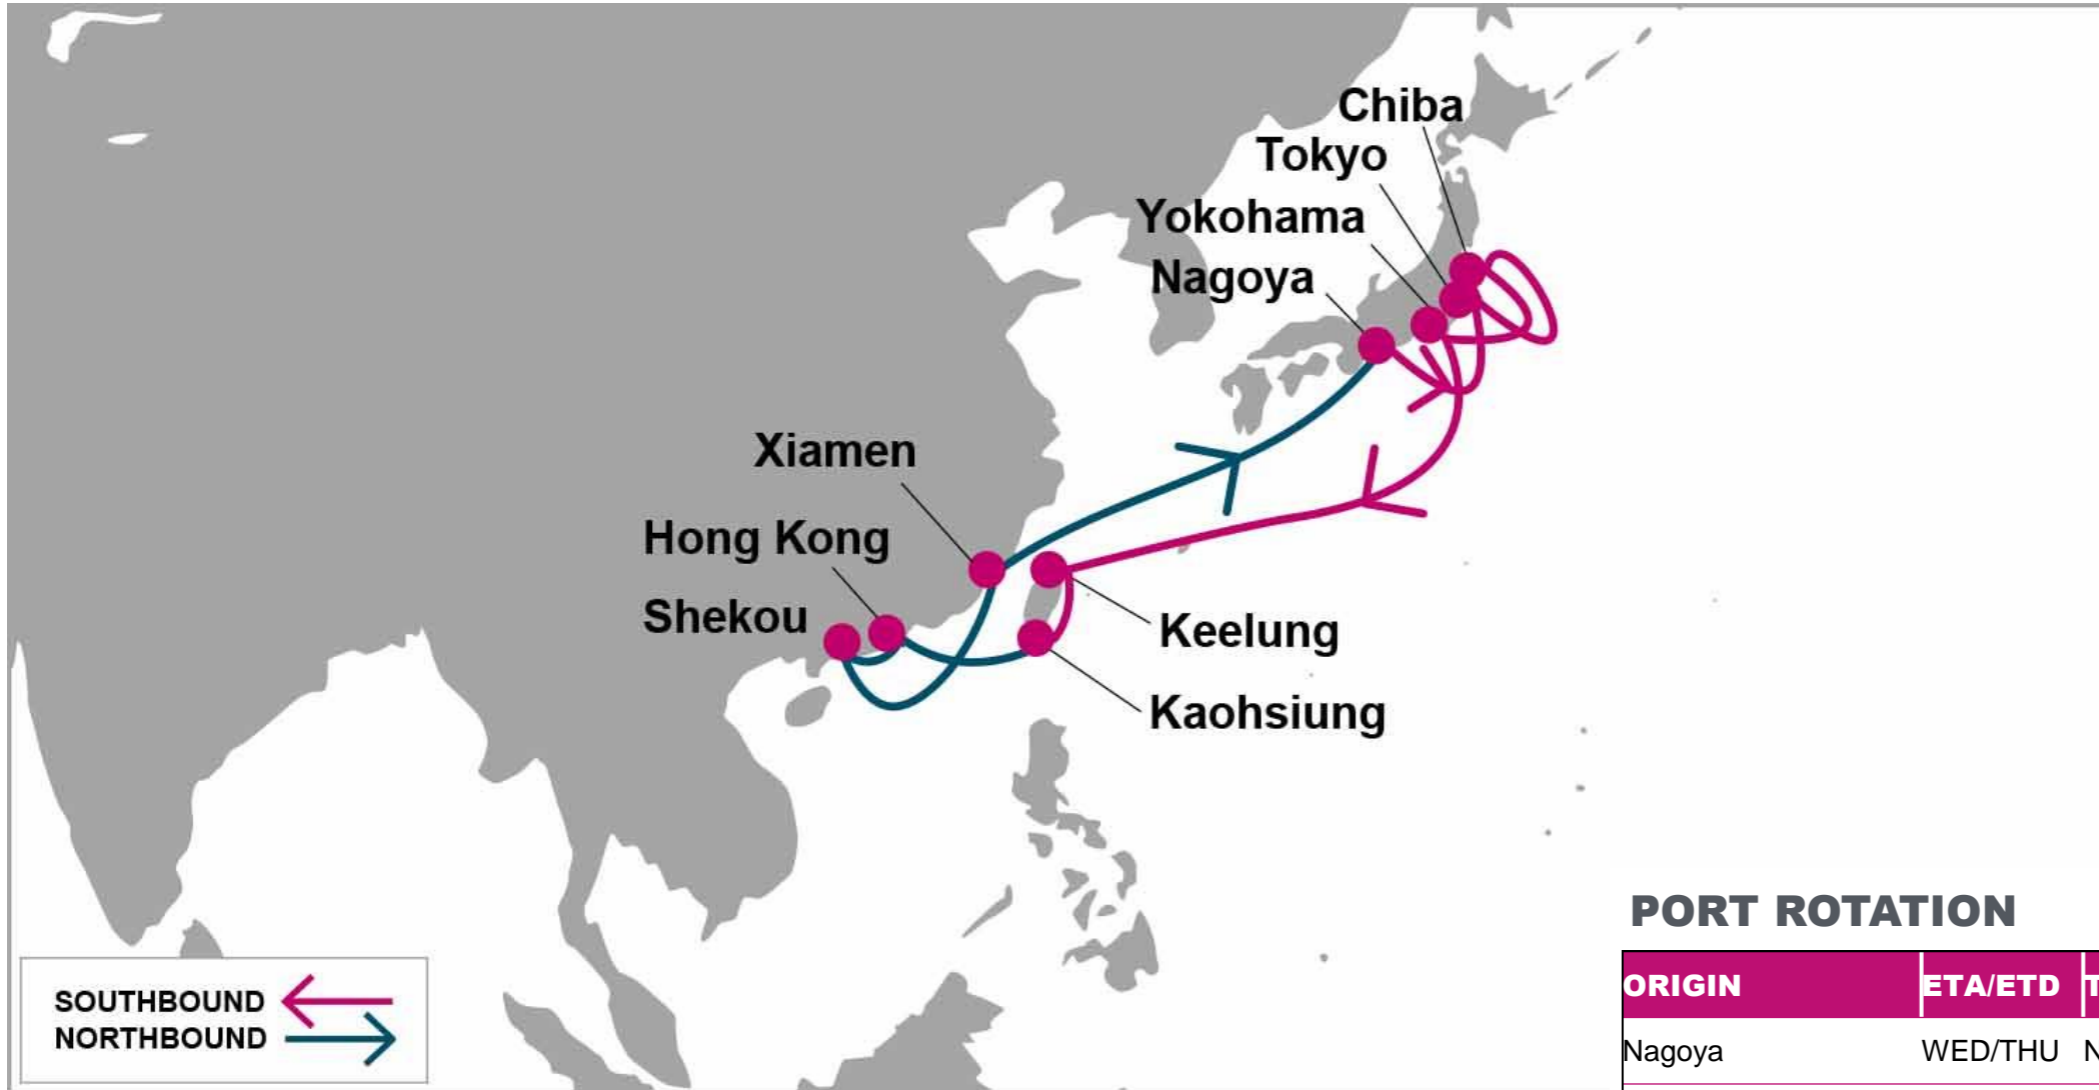 Chiba
Tokyo
Yokohama
Nagoya
Xiamen
Hong Kong
Shekou
Keelung
Kaohsiung
SOUTHBOUND
NORTHBOUND
PORT ROTATION
ORIGIN ETA/ETD T
Nagoya WED/THU N